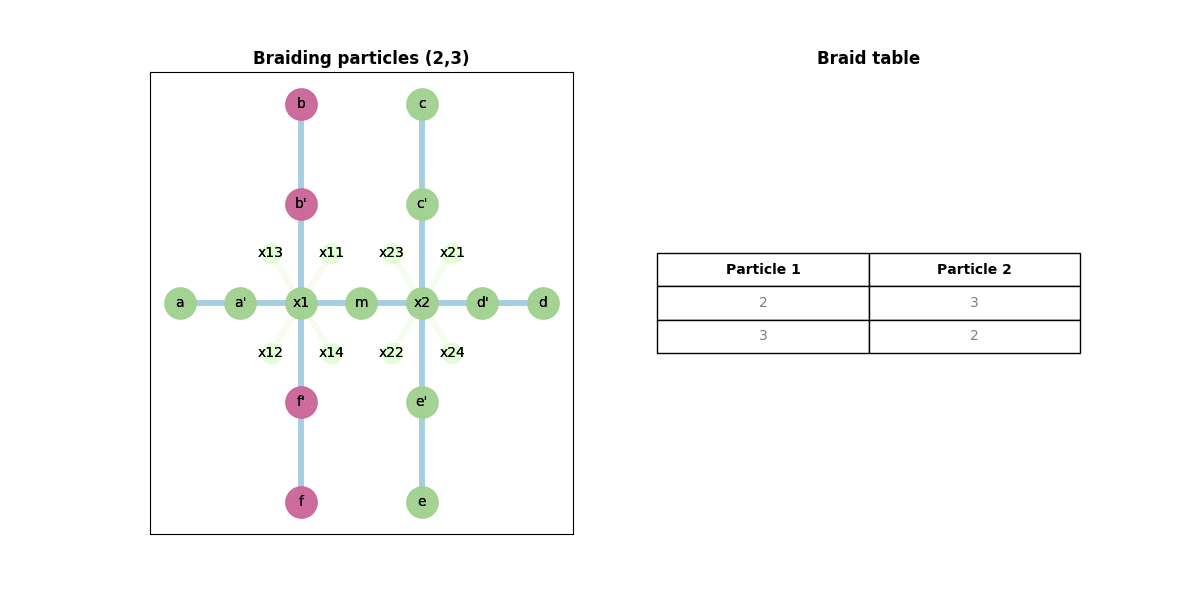 Braiding particles (2,3)
b c
b' c'
x13 x11 x23 x21
a a' x1 m x2 d' d
x12 x14 x22 x24
f' e'
f e
Braid table
Particle 1 Particle 2
2 3
3 2